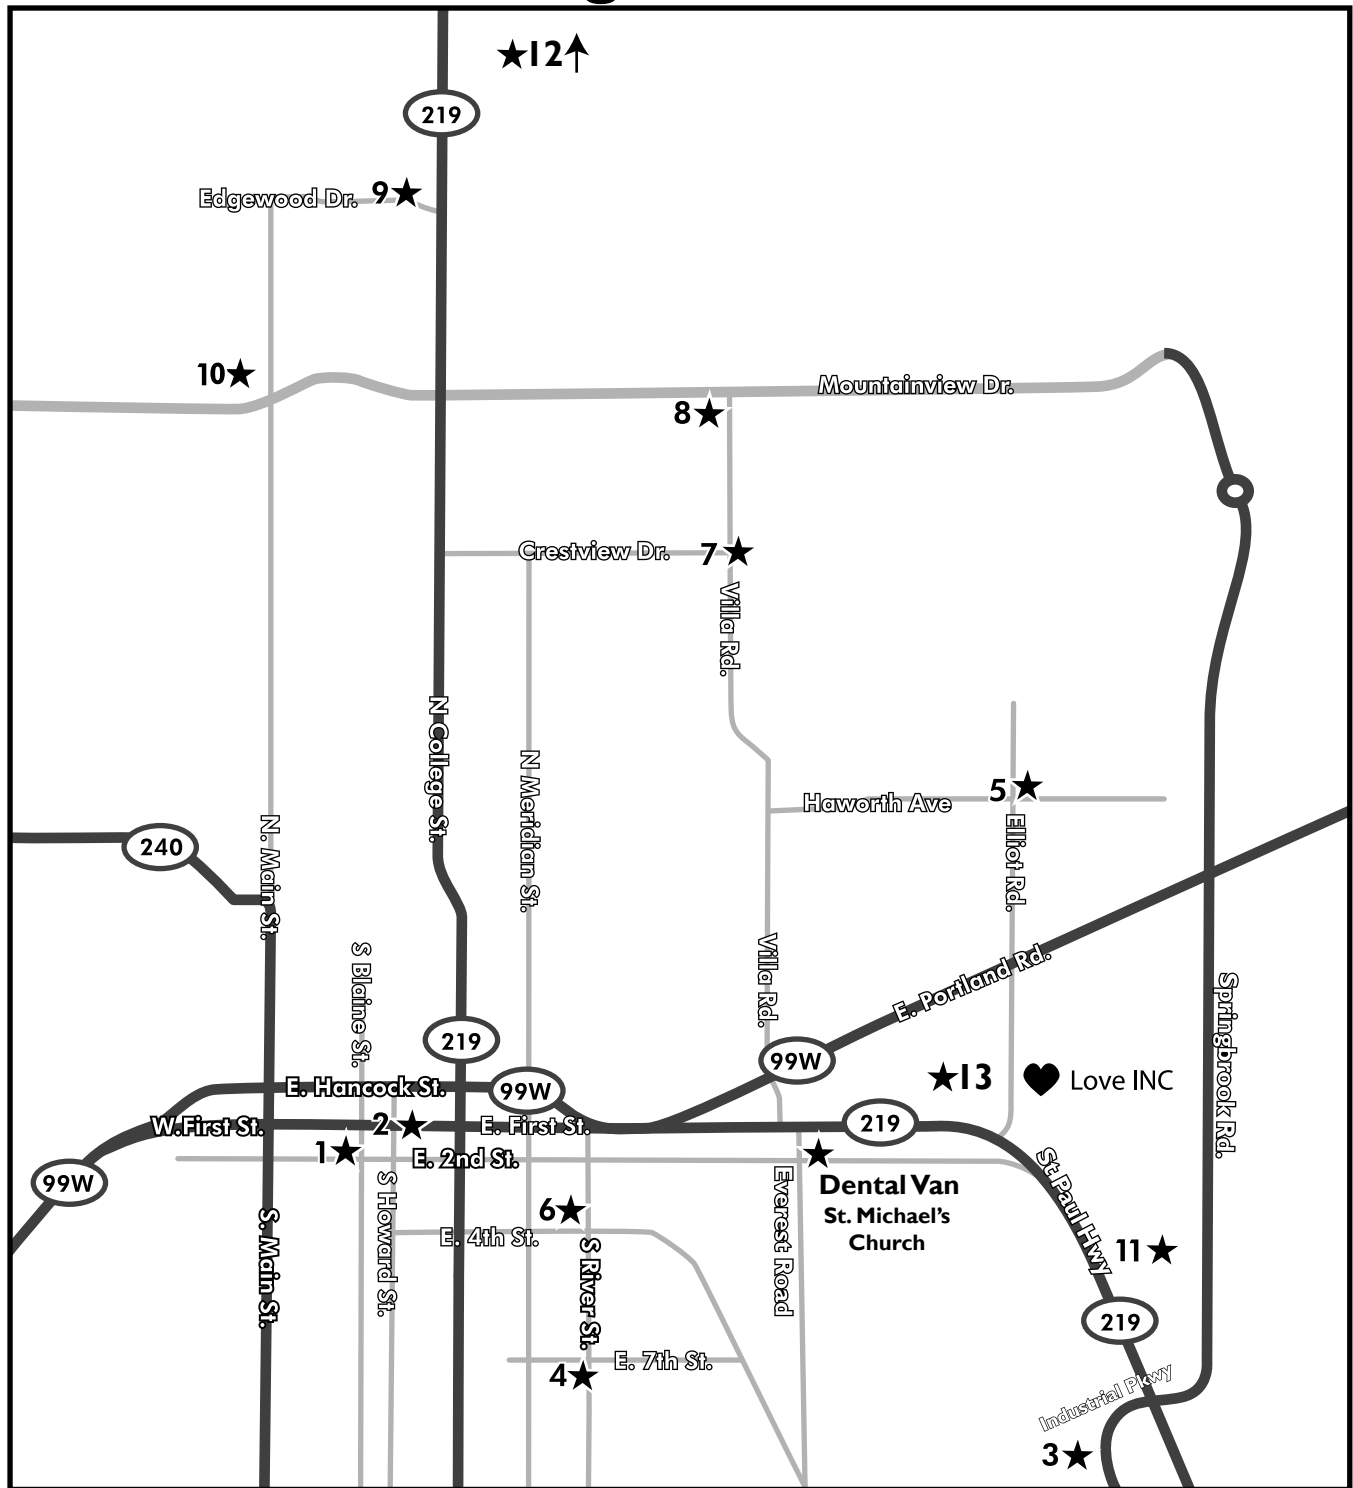 12
219
Edgewood Dr.
9
10
Mountainview Dr.
8
Crestview Dr.
7
Villa Rd.
N College St.
N Meridian St.
5
Haworth Ave
Elliot Rd.
240
N. Main St.
S Blaine St.
Villa Rd.
E. Portland Rd.
Springbrook Rd.
219
99W
13
Love INC
E. Hancock St.
99W
W.First St.
2
E. First St.
219
1
E. 2nd St.
99W
Dental Van
St. Michael's
Church
St Paul Hwy
S. Main St.
S Howard St.
6
E. 4th St.
S River St.
Everest Road
11
219
E. 7th St.
4
Industrial Pkwy
3